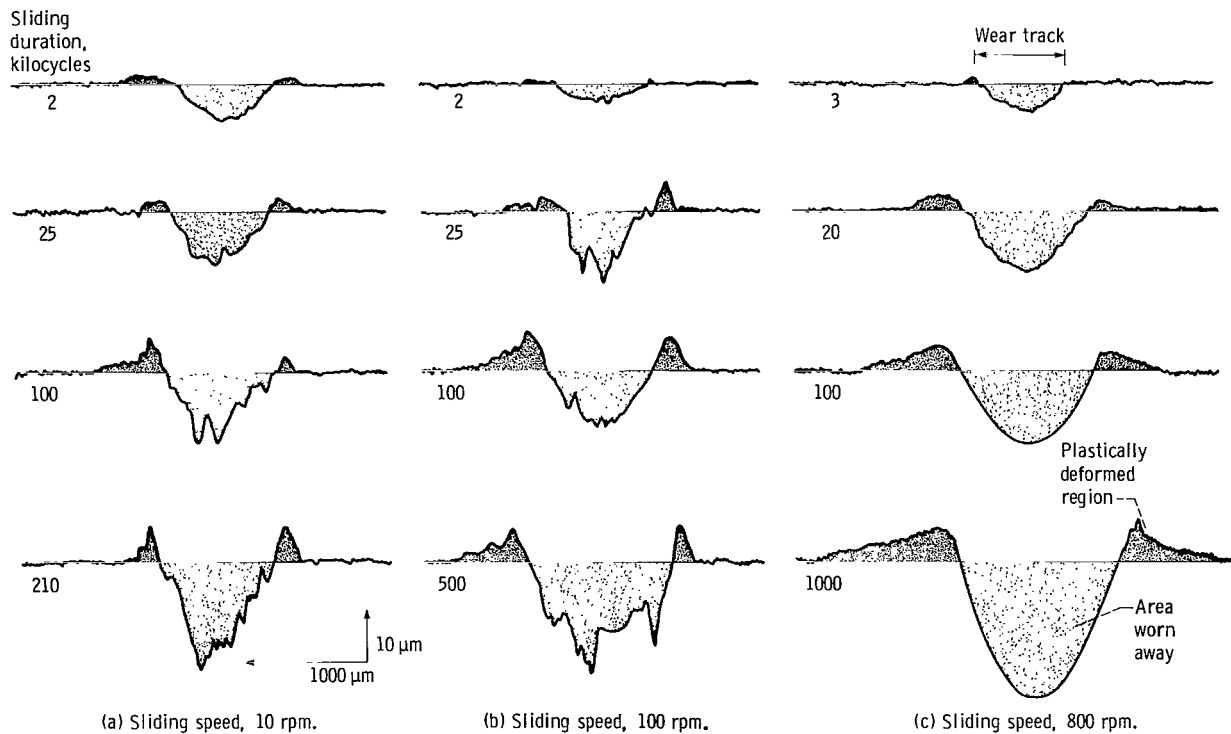 Sliding
duration,
kilocycles
Wear track
2
2
3
25
25
20
100
100
100
Plastically
deformed
region
210
500
1000
10 μm
1000 μm
Area
worn
away
(a) Sliding speed, 10 rpm.
(b) Sliding speed, 100 rpm.
(c) Sliding speed, 800 rpm.